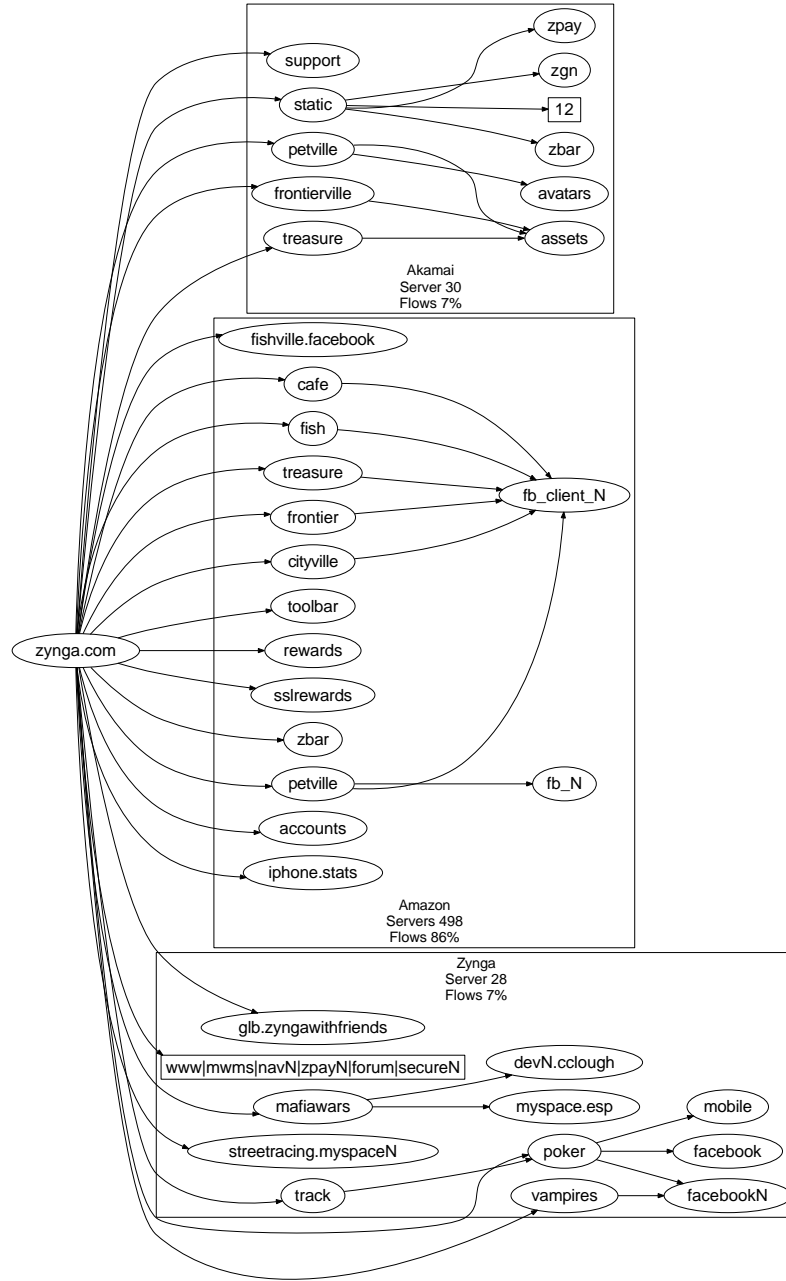 zynga.com
support
static
petville
frontierville
treasure
zpay
zgn
12
zbar
avatars
assets
Akamai
Server 30
Flows 7%
fishville.facebook
cafe
fish
treasure
frontier
cityville
toolbar
rewards
sslrewards
zbar
petville
accounts
iphone.stats
fb_client_N
fb_N
Amazon
Servers 498
Flows 86%
Zynga
Server 28
Flows 7%
glb.zyngawithfriends
www|mwms|navN|zpayN|forum|secureN
mafiawars
streetracing.myspaceN
track
devN.cclough
myspace.esp
poker
vampires
mobile
facebook
facebookN